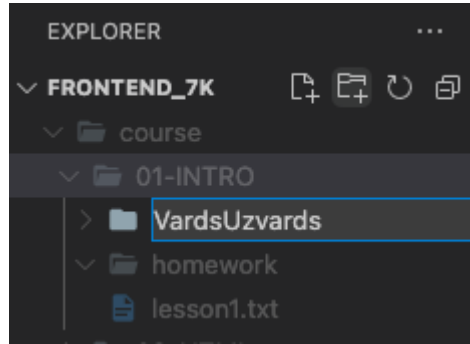 EXPLORER
FRONTEND_7K
course
01-INTRO
VardsUzvards
homework
lesson1.txt